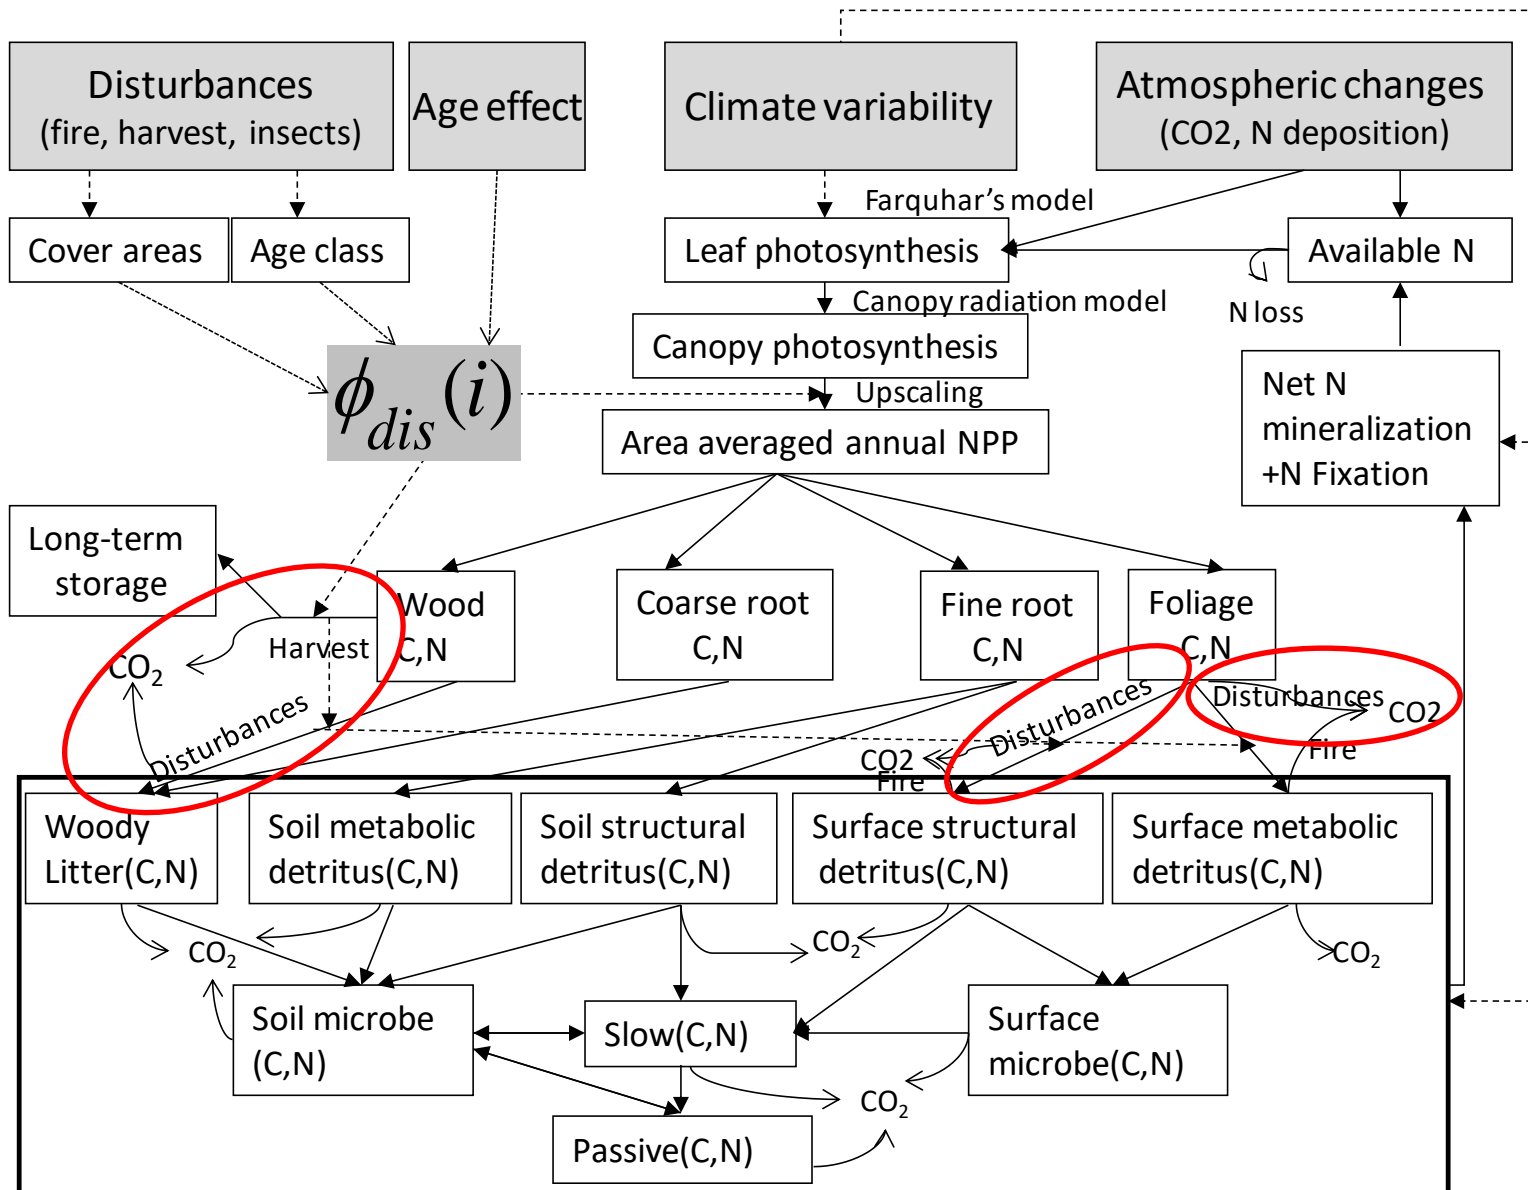 Disturbances
(fire, harvest, insects)
Age effect
Climate variability
Atmospheric changes
(CO2, N deposition)
Farquhar's model
Cover areas
Age class
Leaf photosynthesis
Available N
N loss
Canopy radiation model
Canopy photosynthesis
ϕdis(i)
Upscaling
Area averaged annual NPP
Net N
mineralization
+N Fixation
Long-term
storage
Wood
C,N
Coarse root
C,N
Fine root
C,N
Foliage
C,N
Harvest
CO₂
Disturbances
Disturbances
CO2
Fire
Disturbances
CO2
Fire
Woody
Litter(C,N)
Soil metabolic
detritus(C,N)
Soil structural
detritus(C,N)
Surface structural
detritus(C,N)
Surface metabolic
detritus(C,N)
CO₂
CO₂
CO₂
Soil microbe
(C,N)
Slow(C,N)
Surface
microbe(C,N)
CO₂
Passive(C,N)